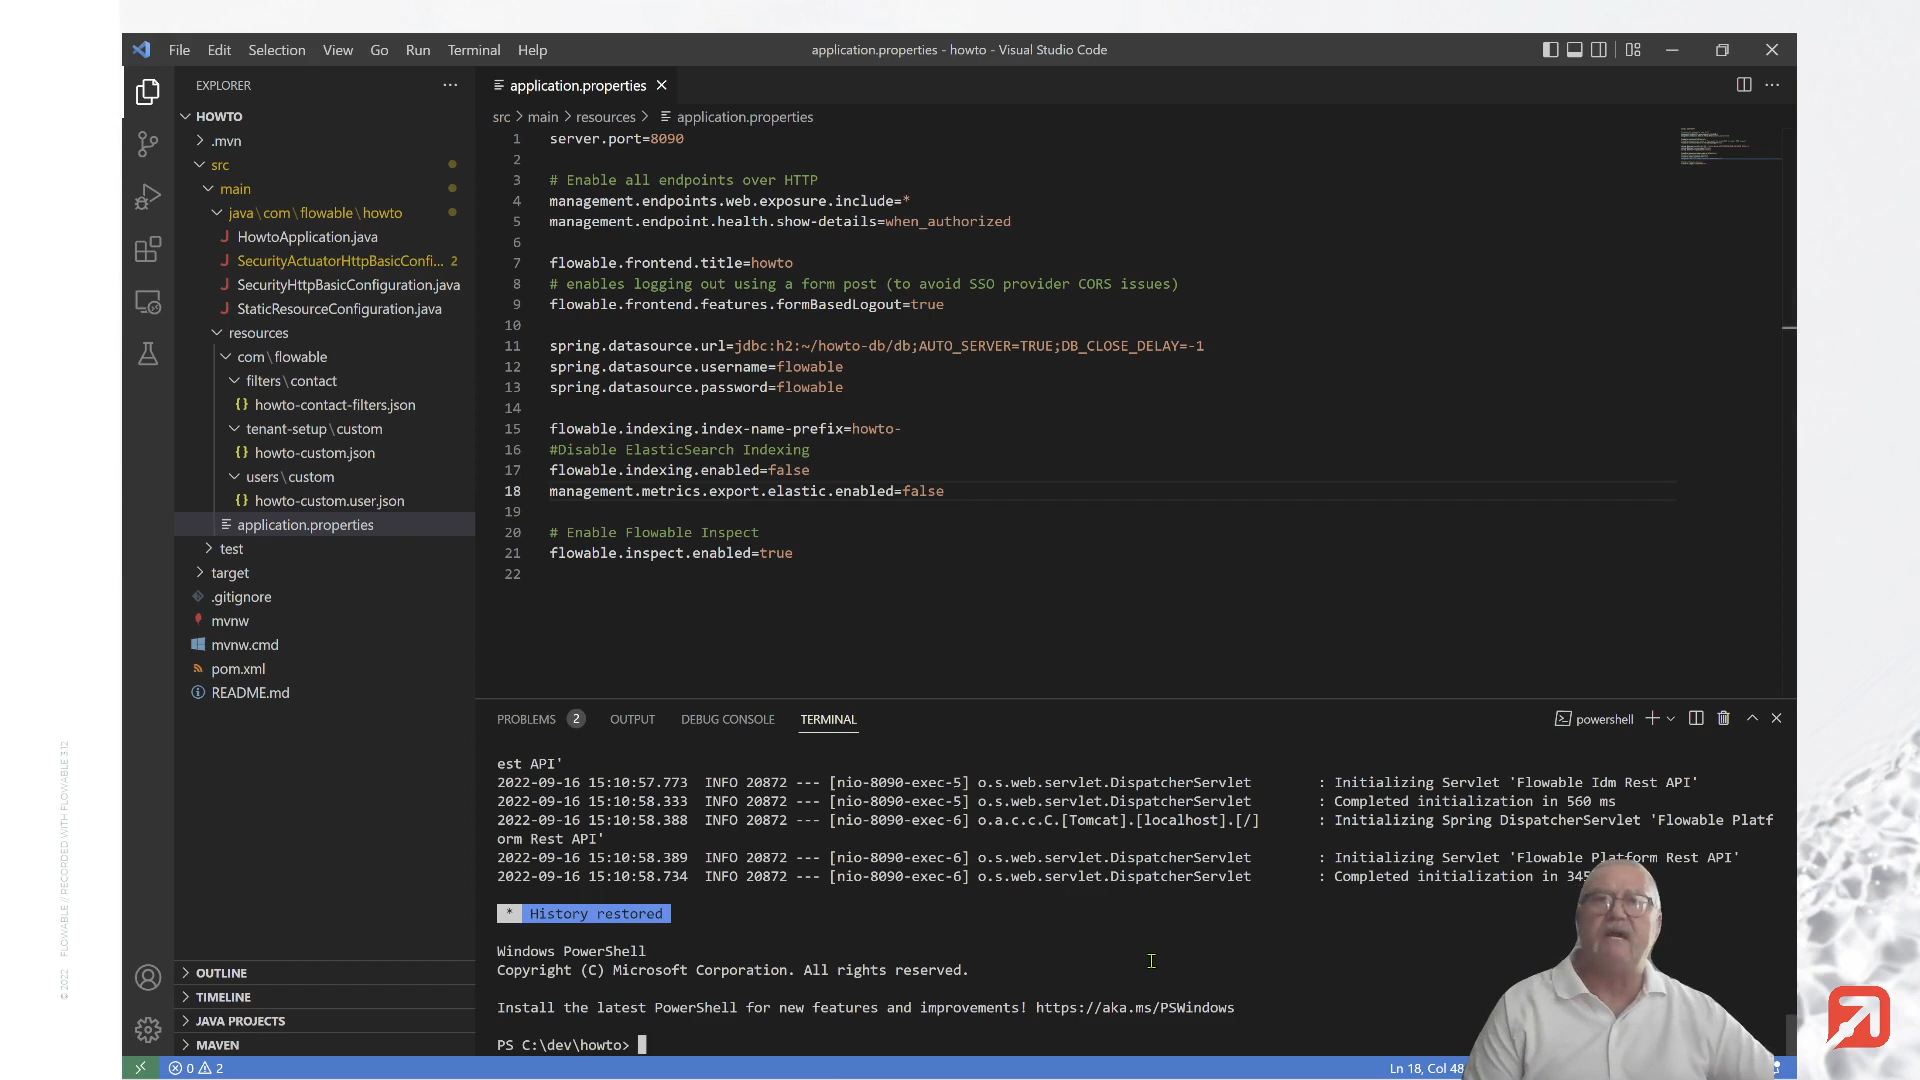 File Edit Selection View Go Run Terminal Help
application.properties - howto - Visual Studio Code
EXPLORER
HOWTO
.mvn
src
main
java\com\flowable\howto
HowtoApplication.java
SecurityActuatorHttpBasicConfi... 2
SecurityHttpBasicConfiguration.java
StaticResourceConfiguration.java
resources
com\flowable
filters\contact
howto-contact-filters.json
tenant-setup\custom
howto-custom.json
users\custom
howto-custom.user.json
application.properties
test
target
.gitignore
mvnw
mvnw.cmd
pom.xml
README.md
OUTLINE
TIMELINE
JAVA PROJECTS
MAVEN
application.properties
src > main > resources > application.properties
1 server.port=8090
2
3 # Enable all endpoints over HTTP
4 management.endpoints.web.exposure.include=*
5 management.endpoint.health.show-details=when_authorized
6
7 flowable.frontend.title=howto
8 # enables logging out using a form post (to avoid SSO provider CORS issues)
9 flowable.frontend.features.formBasedLogout=true
10
11 spring.datasource.url=jdbc:h2:~/howto-db/db;AUTO_SERVER=TRUE;DB_CLOSE_DELAY=-1
12 spring.datasource.username=flowable
13 spring.datasource.password=flowable
14
15 flowable.indexing.index-name-prefix=howto-
16 #Disable ElasticSearch Indexing
17 flowable.indexing.enabled=false
18 management.metrics.export.elastic.enabled=false
19
20 # Enable Flowable Inspect
21 flowable.inspect.enabled=true
22
PROBLEMS 2 OUTPUT DEBUG CONSOLE TERMINAL
powershell
est API'
2022-09-16 15:10:57.773 INFO 20872 --- [nio-8090-exec-5] o.s.web.servlet.DispatcherServlet : Initializing Servlet 'Flowable Idm Rest API'
2022-09-16 15:10:58.333 INFO 20872 --- [nio-8090-exec-5] o.s.web.servlet.DispatcherServlet : Completed initialization in 560 ms
2022-09-16 15:10:58.388 INFO 20872 --- [nio-8090-exec-6] o.a.c.c.C.[Tomcat].[localhost].[/] : Initializing Spring DispatcherServlet 'Flowable Platf
orm Rest API'
2022-09-16 15:10:58.389 INFO 20872 --- [nio-8090-exec-6] o.s.web.servlet.DispatcherServlet : Initializing Servlet 'Flowable Platform Rest API'
2022-09-16 15:10:58.734 INFO 20872 --- [nio-8090-exec-6] o.s.web.servlet.DispatcherServlet : Completed initialization in 345
* History restored
Windows PowerShell
Copyright (C) Microsoft Corporation. All rights reserved.
Install the latest PowerShell for new features and improvements! https://aka.ms/PSWindows
PS C:\dev\howto>
0 2
Ln 18, Col 48
© 2022 FLOWABLE // RECORDED WITH FLOWABLE 3.12